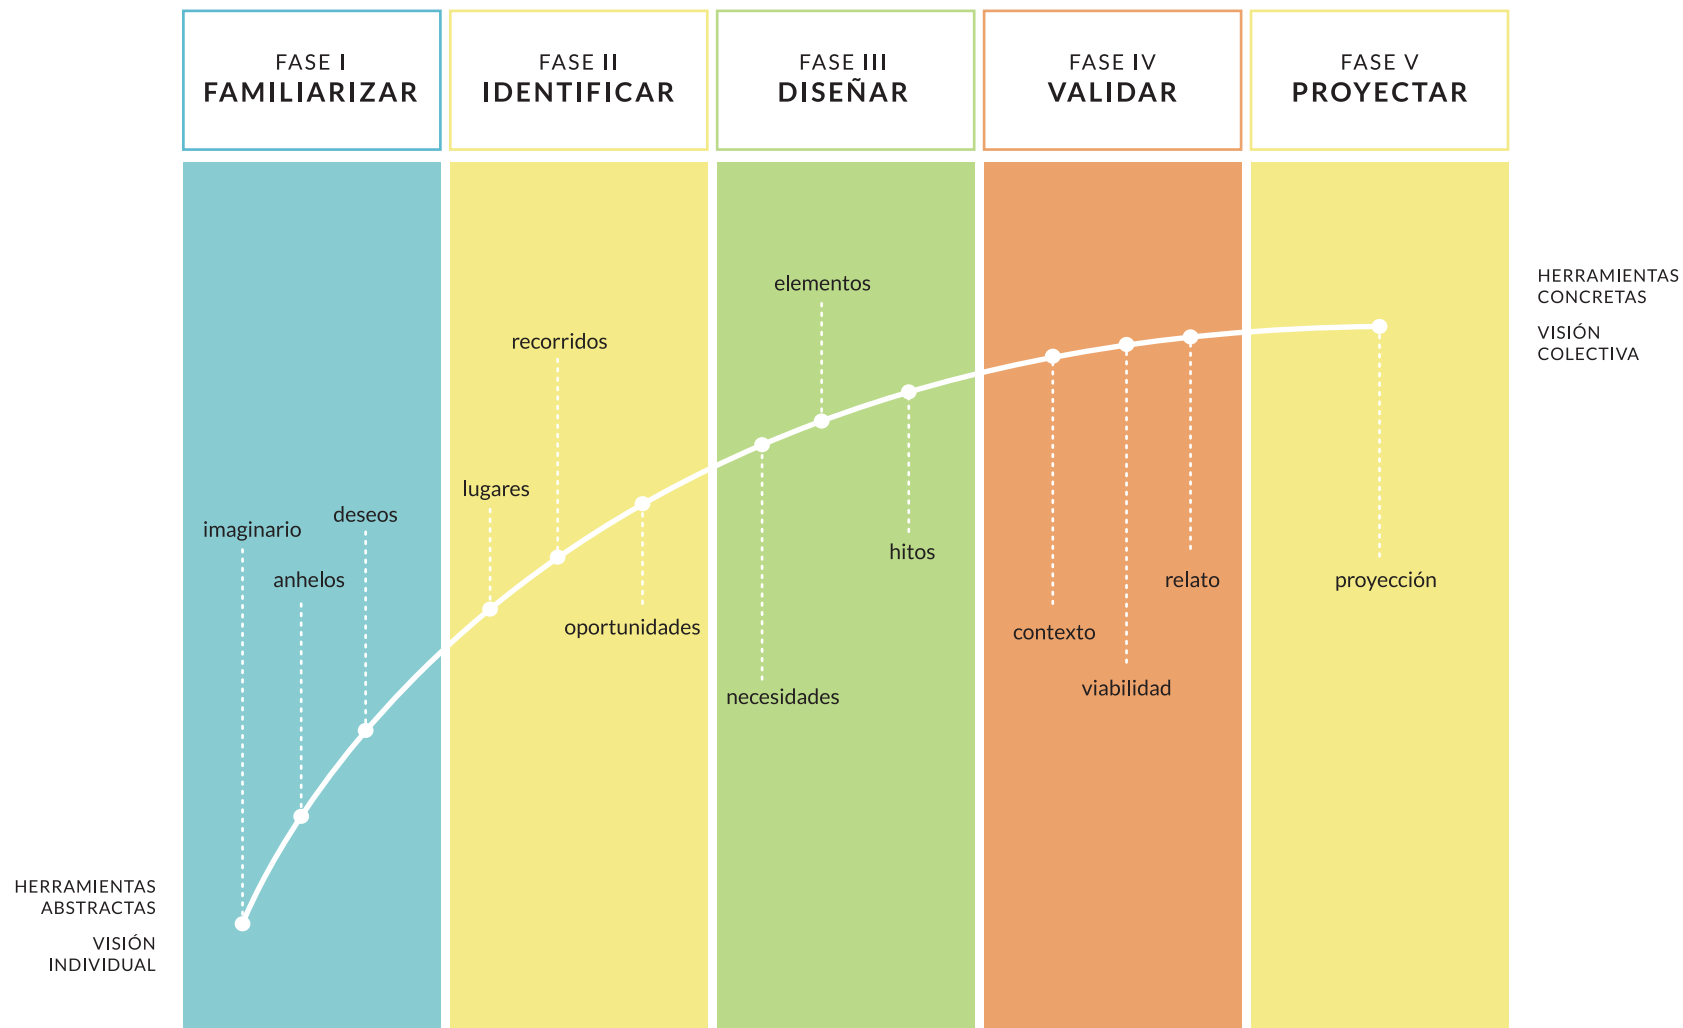 FASE I
FAMILIARIZAR
FASE II
IDENTIFICAR
FASE III
DISEÑAR
FASE IV
VALIDAR
FASE V
PROYECTAR
imaginario
anhelos
deseos
lugares
recorridos
oportunidades
necesidades
elementos
hitos
contexto
viabilidad
relato
proyección
HERRAMIENTAS
ABSTRACTAS
VISIÓN
INDIVIDUAL
HERRAMIENTAS
CONCRETAS
VISIÓN
COLECTIVA